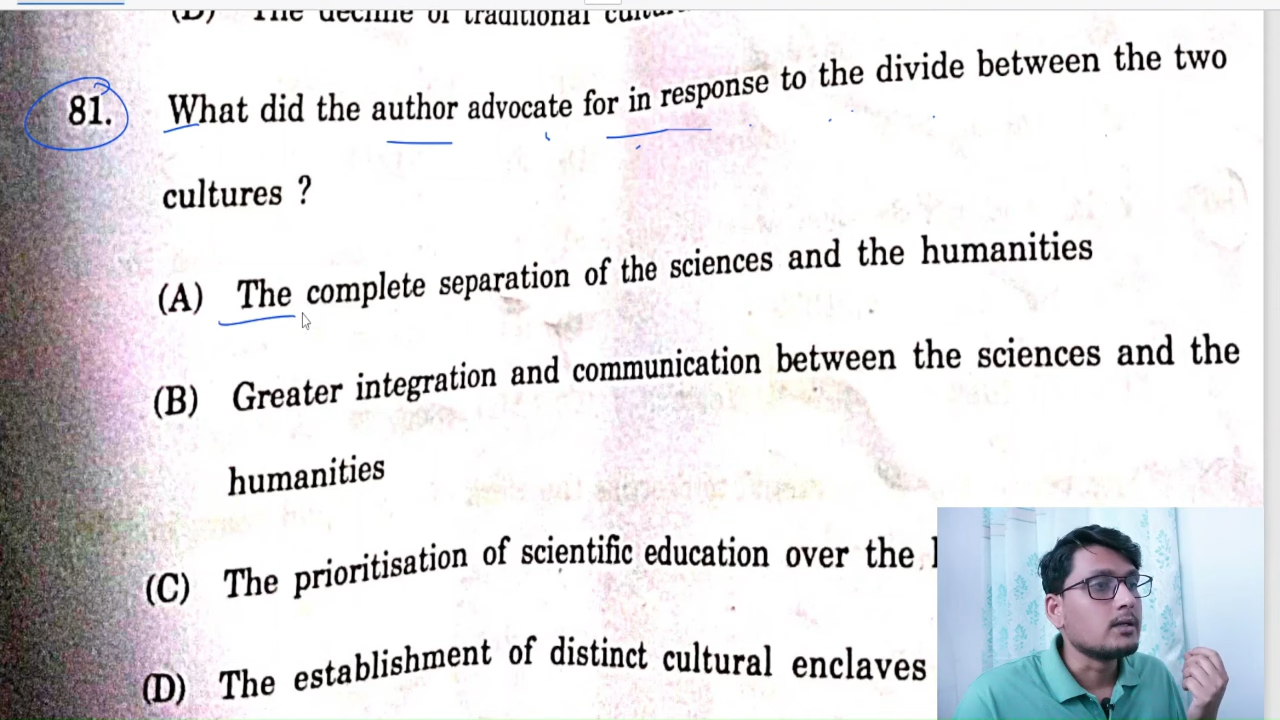 (D) The decline of traditional
81. What did the author advocate for in response to the divide between the two
cultures ?
(A) The complete separation of the sciences and the humanities
(B) Greater integration and communication between the sciences and the
humanities
(C) The prioritisation of scientific education over the
(D) The establishment of distinct cultural enclaves